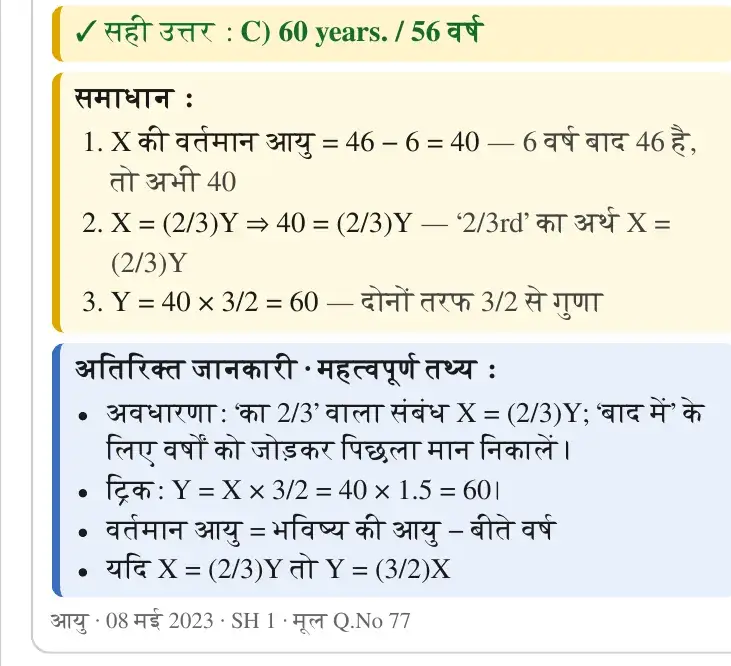 ✓ सही उत्तर : C) 60 years. / 56 वर्ष
समाधान :
1. X की वर्तमान आयु = 46 − 6 = 40 — 6 वर्ष बाद 46 है,
तो अभी 40
2. X = (2/3)Y ⇒ 40 = (2/3)Y — ‘2/3rd’ का अर्थ X =
(2/3)Y
3. Y = 40 × 3/2 = 60 — दोनों तरफ 3/2 से गुणा
अतिरिक्त जानकारी · महत्वपूर्ण तथ्य :
• अवधारणा : ‘का 2/3’ वाला संबंध X = (2/3)Y; ‘बाद में’ के
लिए वर्षों को जोड़कर पिछला मान निकालें।
• ट्रिक : Y = X × 3/2 = 40 × 1.5 = 60।
• वर्तमान आयु = भविष्य की आयु − बीते वर्ष
• यदि X = (2/3)Y तो Y = (3/2)X
आयु · 08 मई 2023 · SH 1 · मूल Q.No 77